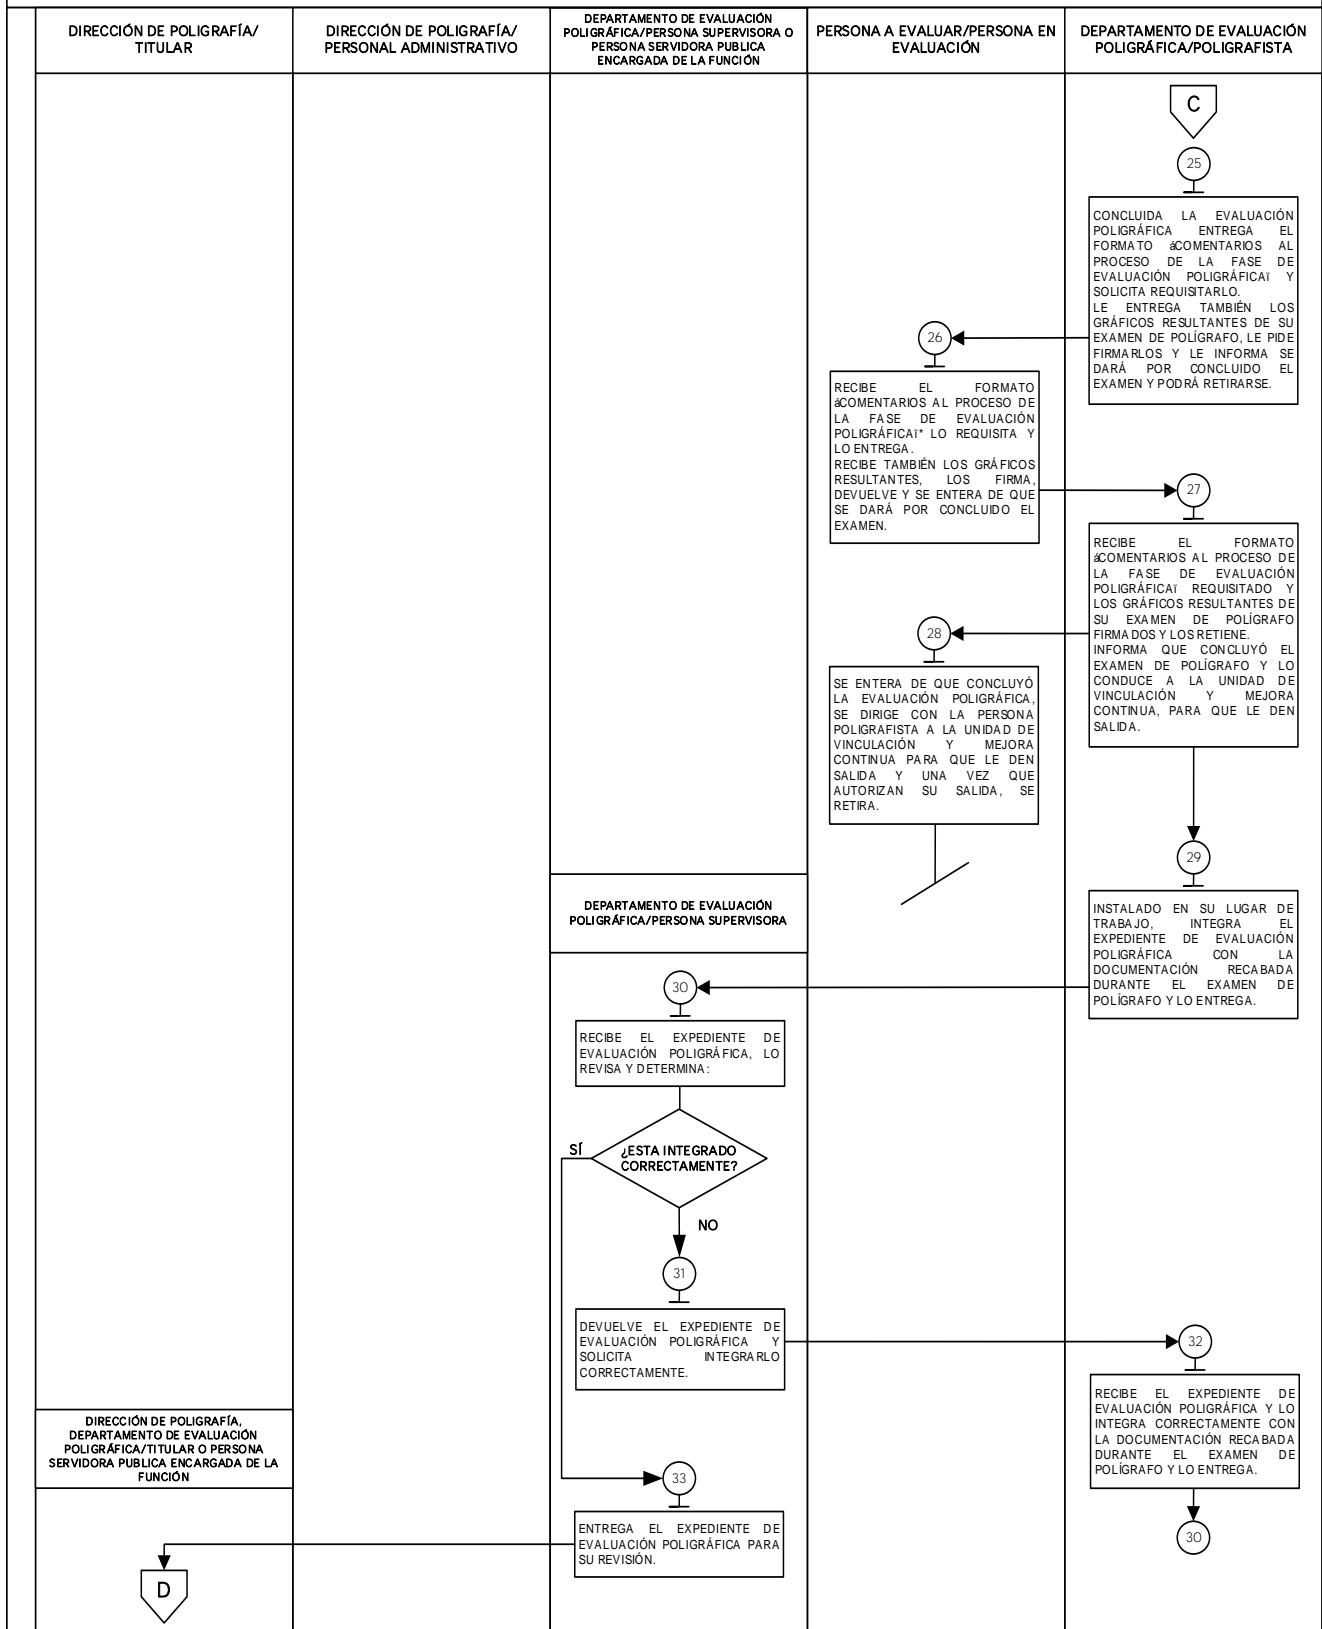 DIRECCIÓN DE POLIGRAFÍA/
TITULAR
DIRECCIÓN DE POLIGRAFÍA/
PERSONAL ADMINISTRATIVO
DEPARTAMENTO DE EVALUACIÓN
POLIGRÁFICA/PERSONA SUPERVISORA O
PERSONA SERVIDORA PUBLICA
ENCARGADA DE LA FUNCIÓN
PERSONA A EVALUAR/PERSONA EN
EVALUACIÓN
DEPARTAMENTO DE EVALUACIÓN
POLIGRÁFICA/POLIGRAFISTA
C
25
CONCLUIDA LA EVALUACIÓN
POLIGRÁFICA ENTREGA EL
FORMATO áCOMENTARIOS AL
PROCESO DE LA FASE DE
EVALUACIÓN POLIGRÁFICAï Y
SOLICITA REQUISITARLO.
LE ENTREGA TAMBIÉN LOS
GRÁFICOS RESULTANTES DE SU
EXAMEN DE POLÍGRAFO, LE PIDE
FIRMARLOS Y LE INFORMA SE
DARÁ POR CONCLUIDO EL
EXAMEN Y PODRÁ RETIRARSE.
26
RECIBE EL FORMATO
áCOMENTARIOS AL PROCESO DE
LA FASE DE EVALUACIÓN
POLIGRÁFICAï* LO REQUISITA Y
LO ENTREGA.
RECIBE TAMBIÉN LOS GRÁFICOS
RESULTANTES, LOS FIRMA,
DEVUELVE Y SE ENTERA DE QUE
SE DARÁ POR CONCLUIDO EL
EXAMEN.
27
RECIBE EL FORMATO
áCOMENTARIOS AL PROCESO DE
LA FASE DE EVALUACIÓN
POLIGRÁFICAï REQUISITADO Y
LOS GRÁFICOS RESULTANTES DE
SU EXAMEN DE POLÍGRAFO
FIRMADOS Y LOS RETIENE.
INFORMA QUE CONCLUYÓ EL
EXAMEN DE POLÍGRAFO Y LO
CONDUCE A LA UNIDAD DE
VINCULACIÓN Y MEJORA
CONTINUA, PARA QUE LE DEN
SALIDA.
28
SE ENTERA DE QUE CONCLUYÓ
LA EVALUACIÓN POLIGRÁFICA,
SE DIRIGE CON LA PERSONA
POLIGRAFISTA A LA UNIDAD DE
VINCULACIÓN Y MEJORA
CONTINUA PARA QUE LE DEN
SALIDA Y UNA VEZ QUE
AUTORIZAN SU SALIDA, SE
RETIRA.
29
INSTALADO EN SU LUGAR DE
TRABAJO, INTEGRA EL
EXPEDIENTE DE EVALUACIÓN
POLIGRÁFICA CON LA
DOCUMENTACIÓN RECABADA
DURANTE EL EXAMEN DE
POLÍGRAFO Y LO ENTREGA.
DEPARTAMENTO DE EVALUACIÓN
POLIGRÁFICA/PERSONA SUPERVISORA
30
RECIBE EL EXPEDIENTE DE
EVALUACIÓN POLIGRÁFICA, LO
REVISA Y DETERMINA:
¿ESTA INTEGRADO
CORRECTAMENTE?
SÍ
NO
31
DEVUELVE EL EXPEDIENTE DE
EVALUACIÓN POLIGRÁFICA Y
SOLICITA INTEGRARLO
CORRECTAMENTE.
32
RECIBE EL EXPEDIENTE DE
EVALUACIÓN POLIGRÁFICA Y LO
INTEGRA CORRECTAMENTE CON
LA DOCUMENTACIÓN RECABADA
DURANTE EL EXAMEN DE
POLÍGRAFO Y LO ENTREGA.
30
DIRECCIÓN DE POLIGRAFÍA,
DEPARTAMENTO DE EVALUACIÓN
POLIGRÁFICA/TITULAR O PERSONA
SERVIDORA PUBLICA ENCARGADA DE LA
FUNCIÓN
33
ENTREGA EL EXPEDIENTE DE
EVALUACIÓN POLIGRÁFICA PARA
SU REVISIÓN.
D